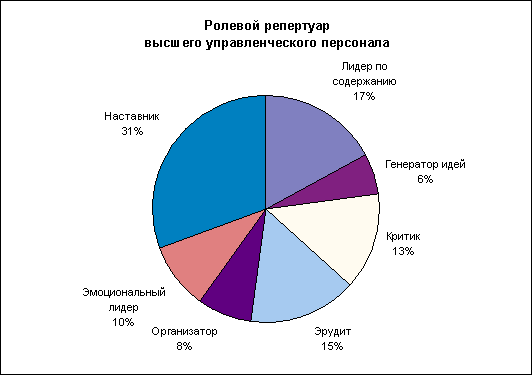 Ролевой репертуар
высшего управленческого персонала
Лидер по
содержанию
17%
Генератор идей
6%
Критик
13%
Эрудит
15%
Организатор
8%
Эмоциональный
лидер
10%
Наставник
31%